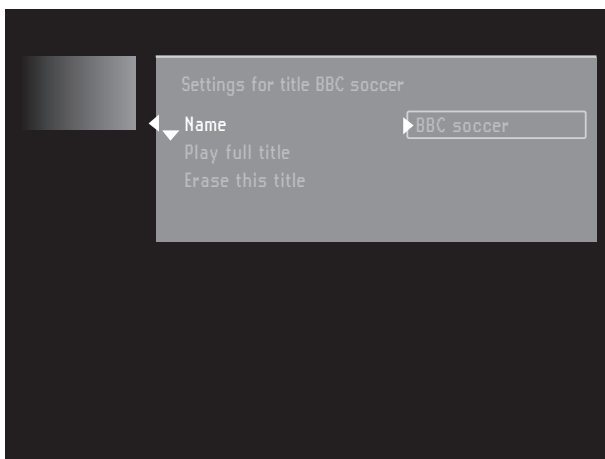 Settings for title BBC soccer
Name BBC soccer
Play full title
Erase this title